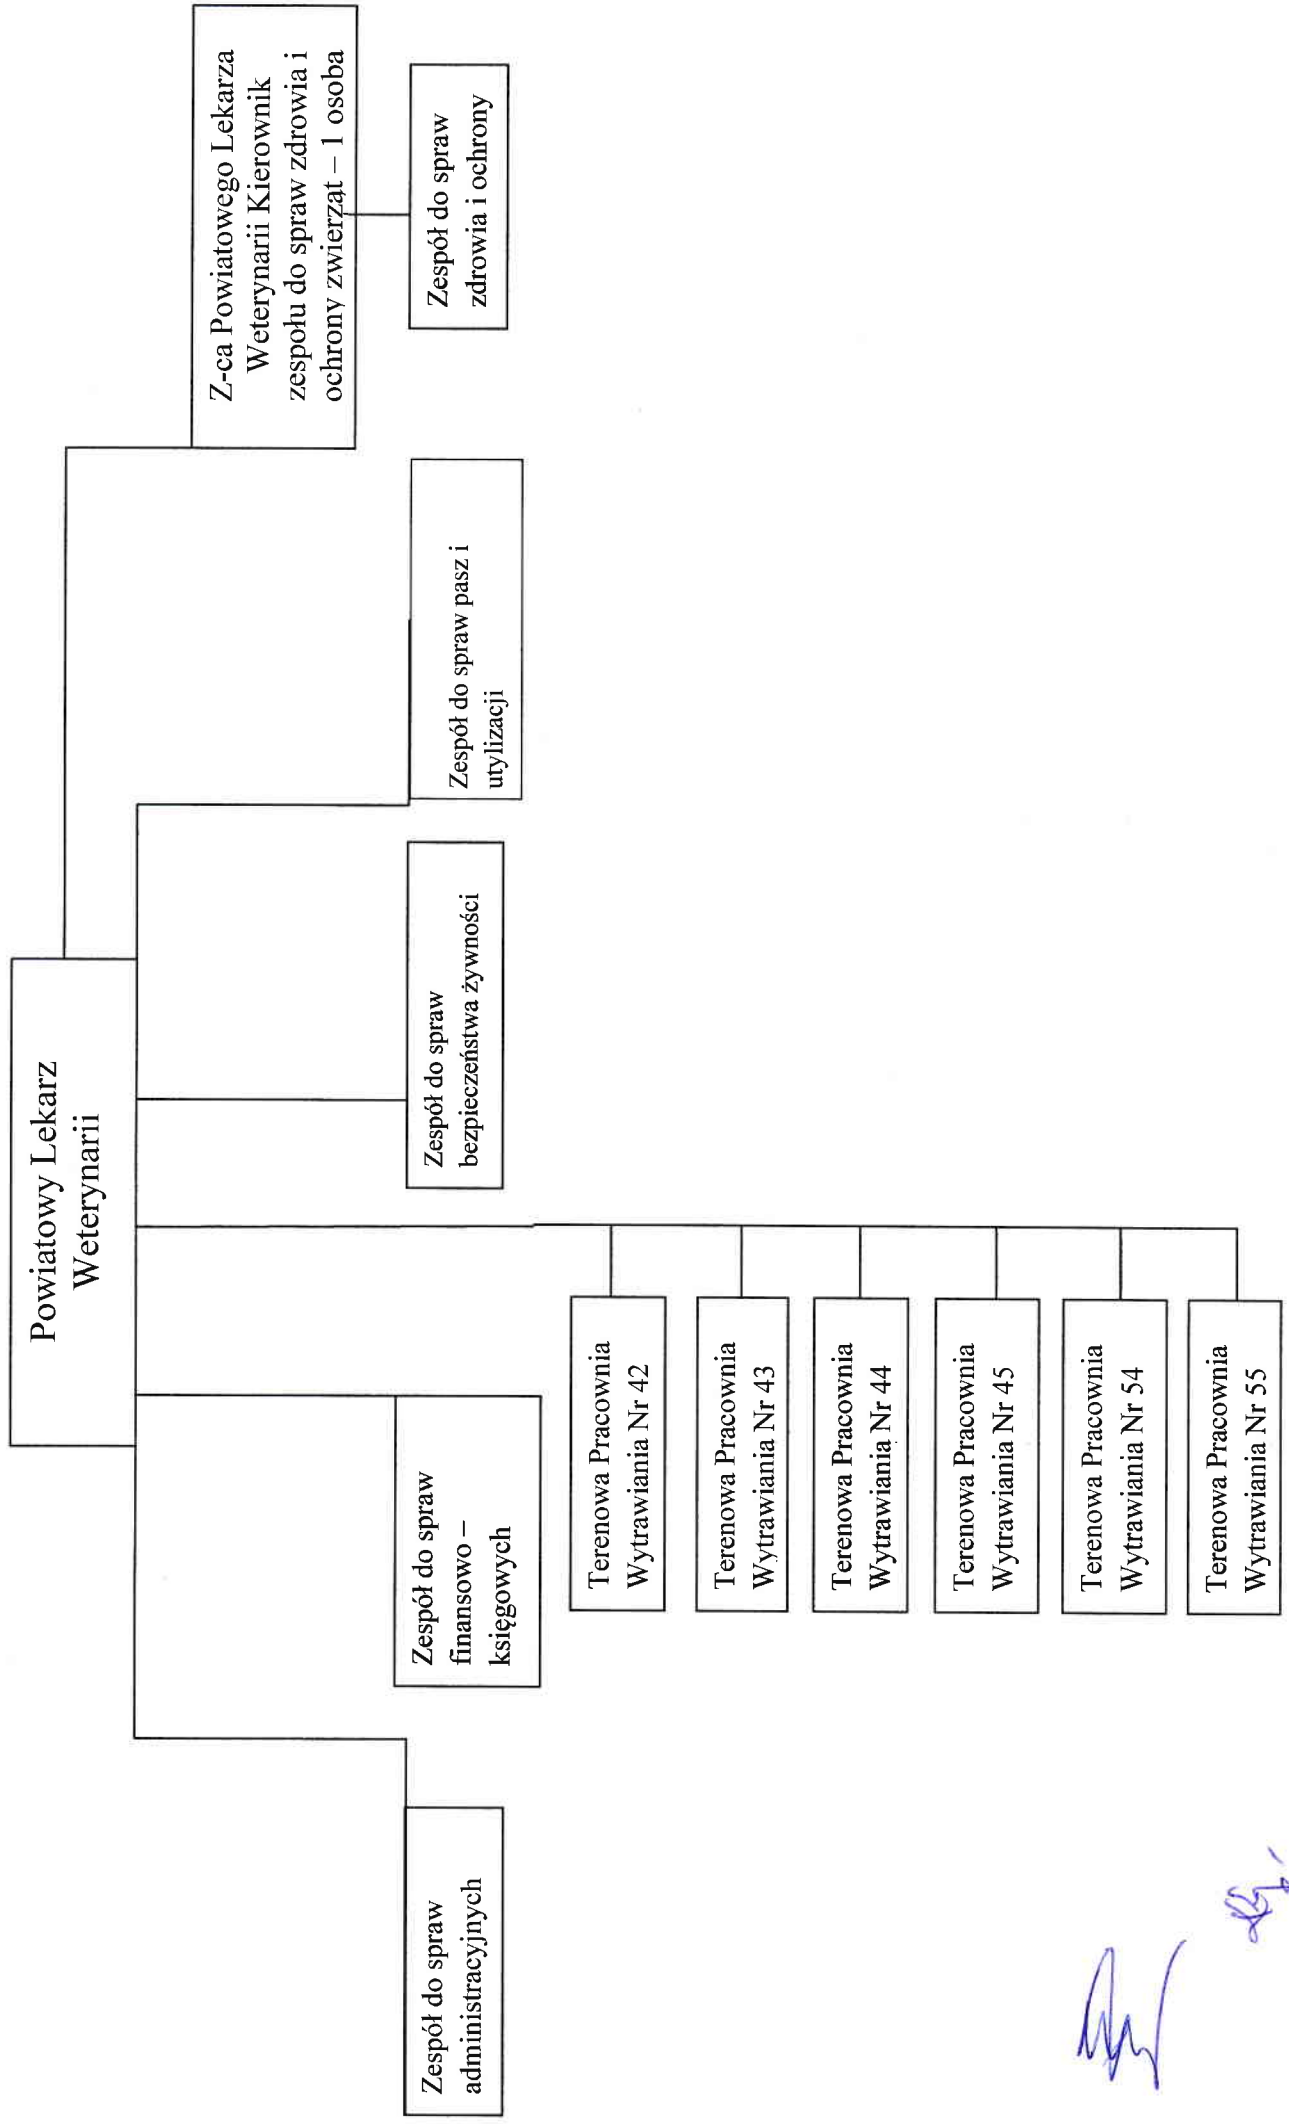 Powiatowy Lekarz
Weterynarii
Z-ca Powiatowego Lekarza
Weterynarii Kierownik
zespołu do spraw zdrowia i
ochrony zwierząt – 1 osoba
Zespół do spraw
administracyjnych
Zespół do spraw
finansowo –
księgowych
Zespół do spraw
bezpieczeństwa żywności
Zespół do spraw pasz i
utylizacji
Zespół do spraw
zdrowia i ochrony
Terenowa Pracownia
Wytrawiania Nr 42
Terenowa Pracownia
Wytrawiania Nr 43
Terenowa Pracownia
Wytrawiania Nr 44
Terenowa Pracownia
Wytrawiania Nr 45
Terenowa Pracownia
Wytrawiania Nr 54
Terenowa Pracownia
Wytrawiania Nr 55